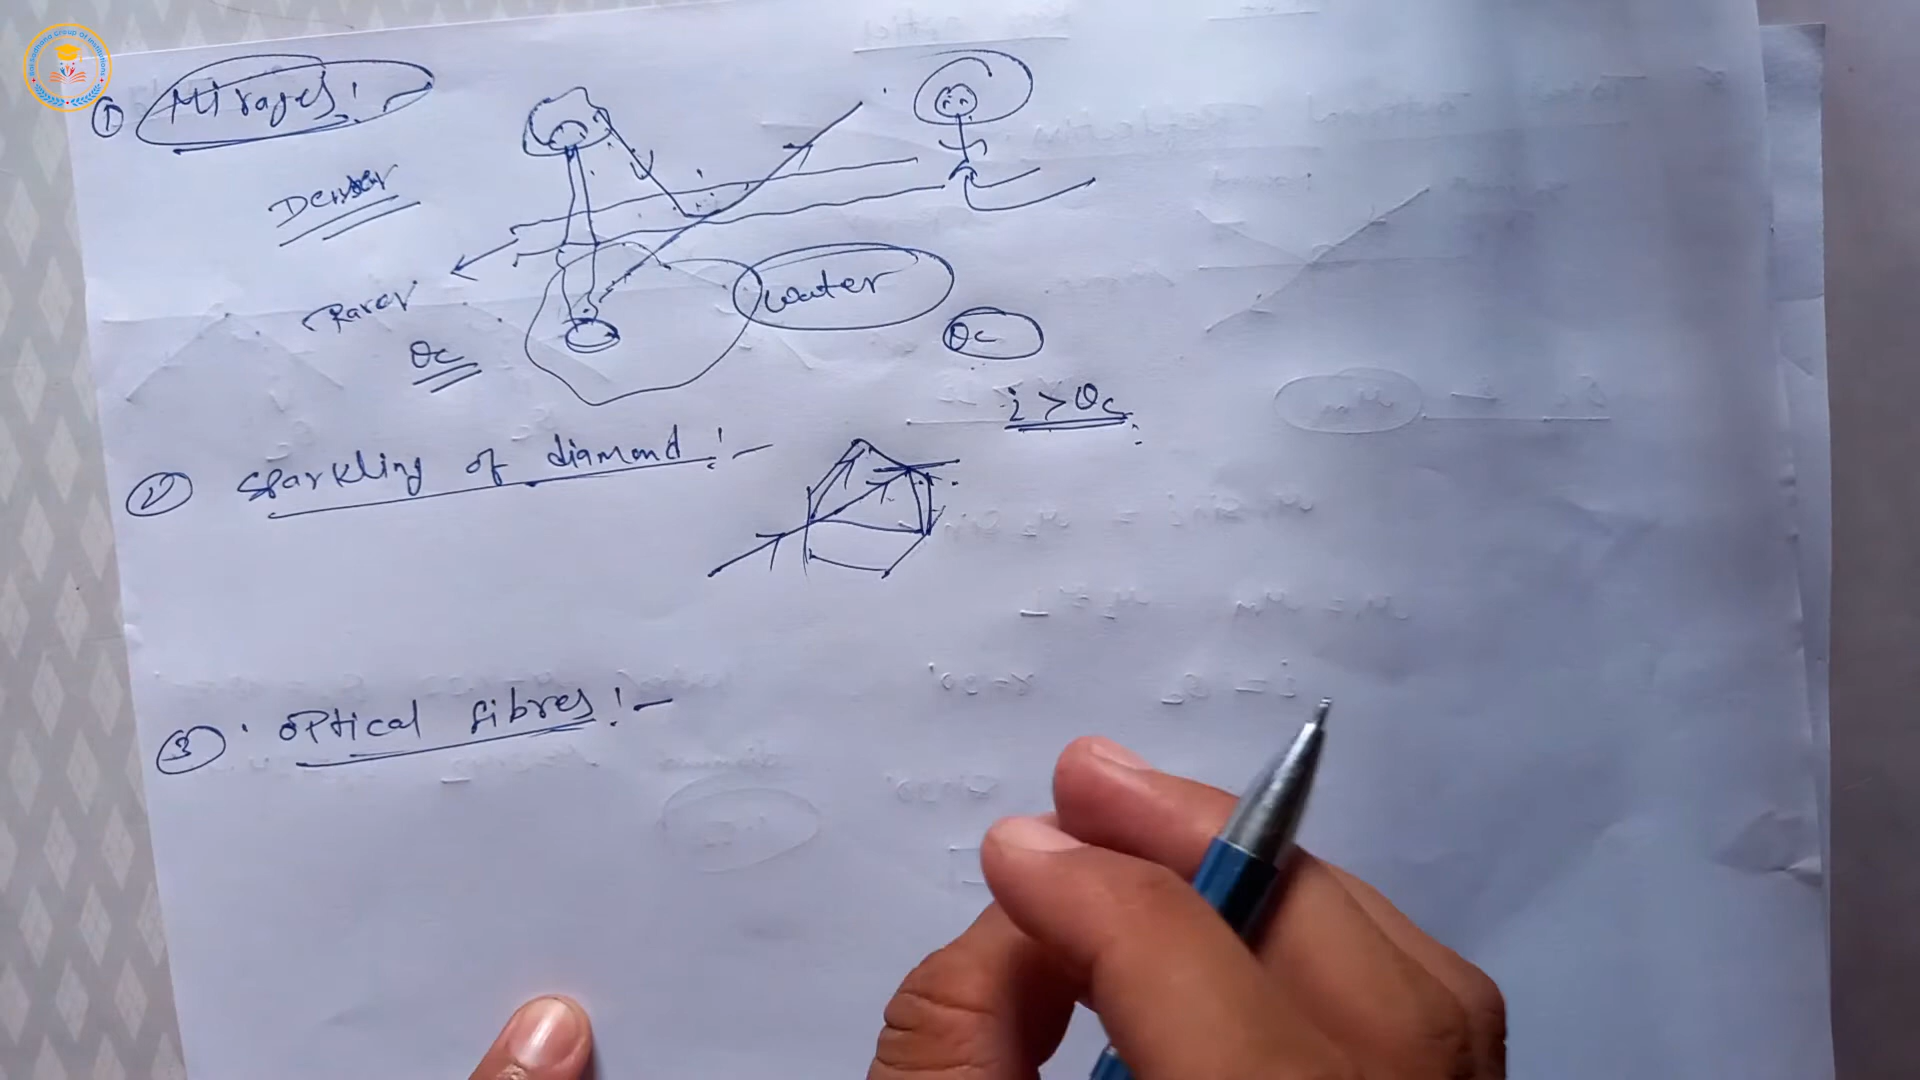 ① Mirages:
Denser
Rarer
θc
water
θc
i > θc
② Sparkling of diamond :-
③ optical fibres :-